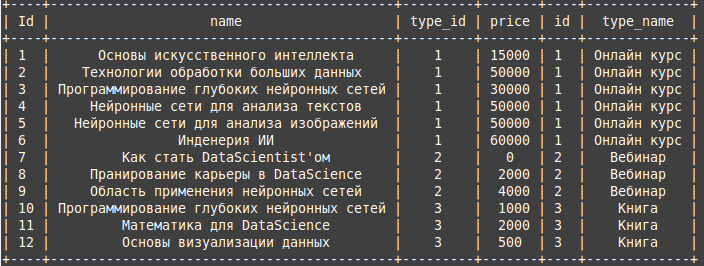 | Id | name | type_id | price | id | type_name |
| 1 | Основы искусственного интеллекта | 1 | 15000 | 1 | Онлайн курс |
| 2 | Технологии обработки больших данных | 1 | 50000 | 1 | Онлайн курс |
| 3 | Программирование глубоких нейронных сетей | 1 | 30000 | 1 | Онлайн курс |
| 4 | Нейронные сети для анализа текстов | 1 | 50000 | 1 | Онлайн курс |
| 5 | Нейронные сети для анализа изображений | 1 | 50000 | 1 | Онлайн курс |
| 6 | Инденерия ИИ | 1 | 60000 | 1 | Онлайн курс |
| 7 | Как стать DataScientist'ом | 2 | 0 | 2 | Вебинар |
| 8 | Пранирование карьеры в DataScience | 2 | 2000 | 2 | Вебинар |
| 9 | Область применения нейронных сетей | 2 | 4000 | 2 | Вебинар |
| 10 | Программирование глубоких нейронных сетей | 3 | 1000 | 3 | Книга |
| 11 | Математика для DataScience | 3 | 2000 | 3 | Книга |
| 12 | Основы визуализации данных | 3 | 500 | 3 | Книга |